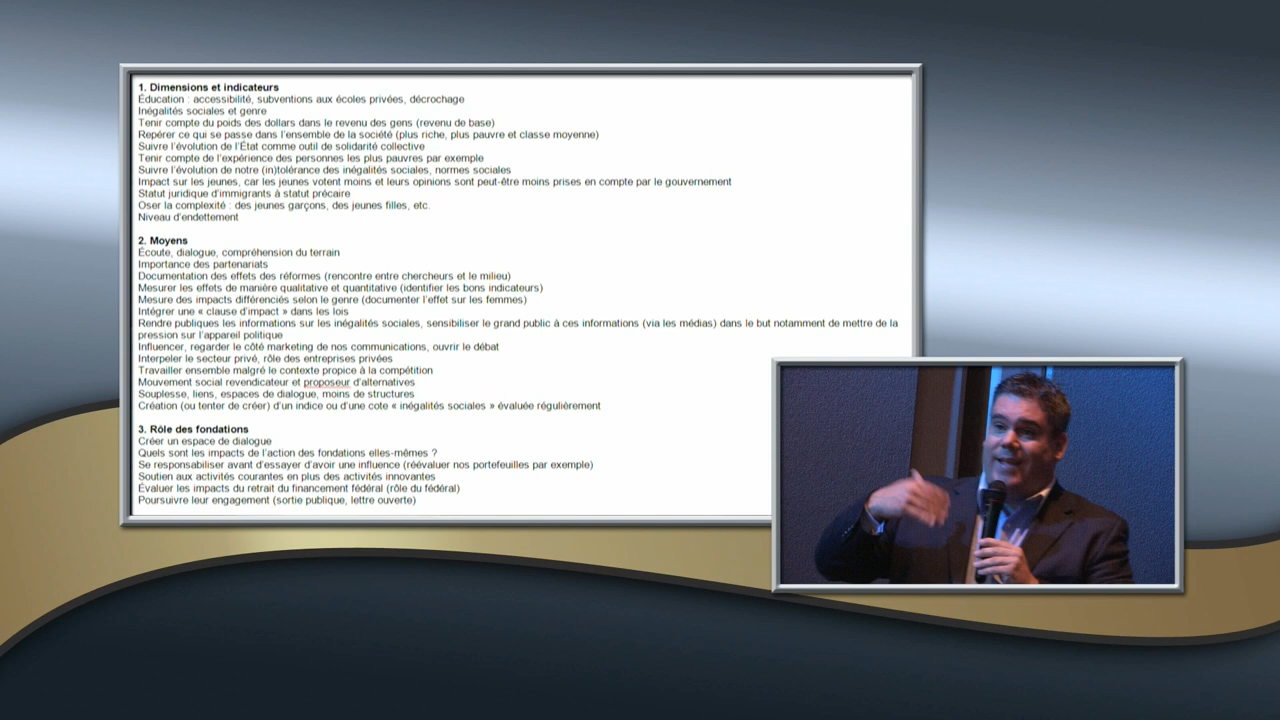 1. Dimensions et indicateurs
Éducation : accessibilité, subventions aux écoles privées, décrochage
Inégalités sociales et genre
Tenir compte du poids des dollars dans le revenu des gens (revenu de base)
Repérer ce qui se passe dans l'ensemble de la société (plus riche, plus pauvre et classe moyenne)
Suivre l'évolution de l'État comme outil de solidarité collective
Tenir compte de l'expérience des personnes les plus pauvres par exemple
Suivre l'évolution de notre (in)tolérance des inégalités sociales, normes sociales
Impact sur les jeunes, car les jeunes votent moins et leurs opinions sont peut-être moins prises en compte par le gouvernement
Statut juridique d'immigrants à statut précaire
Oser la complexité : des jeunes garçons, des jeunes filles, etc.
Niveau d'endettement
2. Moyens
Écoute, dialogue, compréhension du terrain
Importance des partenariats
Documentation des effets des réformes (rencontre entre chercheurs et le milieu)
Mesurer les effets de manière qualitative et quantitative (identifier les bons indicateurs)
Mesure des impacts différenciés selon le genre (documenter l'effet sur les femmes)
Intégrer une « clause d'impact » dans les lois
Rendre publiques les informations sur les inégalités sociales, sensibiliser le grand public à ces informations (via les médias) dans le but notamment de mettre de la
pression sur l'appareil politique
Influencer, regarder le côté marketing de nos communications, ouvrir le débat
Interpeler le secteur privé, rôle des entreprises privées
Travailler ensemble malgré le contexte propice à la compétition
Mouvement social revendicateur et proposeur d'alternatives
Souplesse, liens, espaces de dialogue, moins de structures
Création (ou tenter de créer) d'un indice ou d'une cote « inégalités sociales » évaluée régulièrement
3. Rôle des fondations
Créer un espace de dialogue
Quels sont les impacts de l'action des fondations elles-mêmes ?
Se responsabiliser avant d'essayer d'avoir une influence (réévaluer nos portefeuilles par exemple)
Soutien aux activités courantes en plus des activités innovantes
Évaluer les impacts du retrait du financement fédéral (rôle du fédéral)
Poursuivre leur engagement (sortie publique, lettre ouverte)